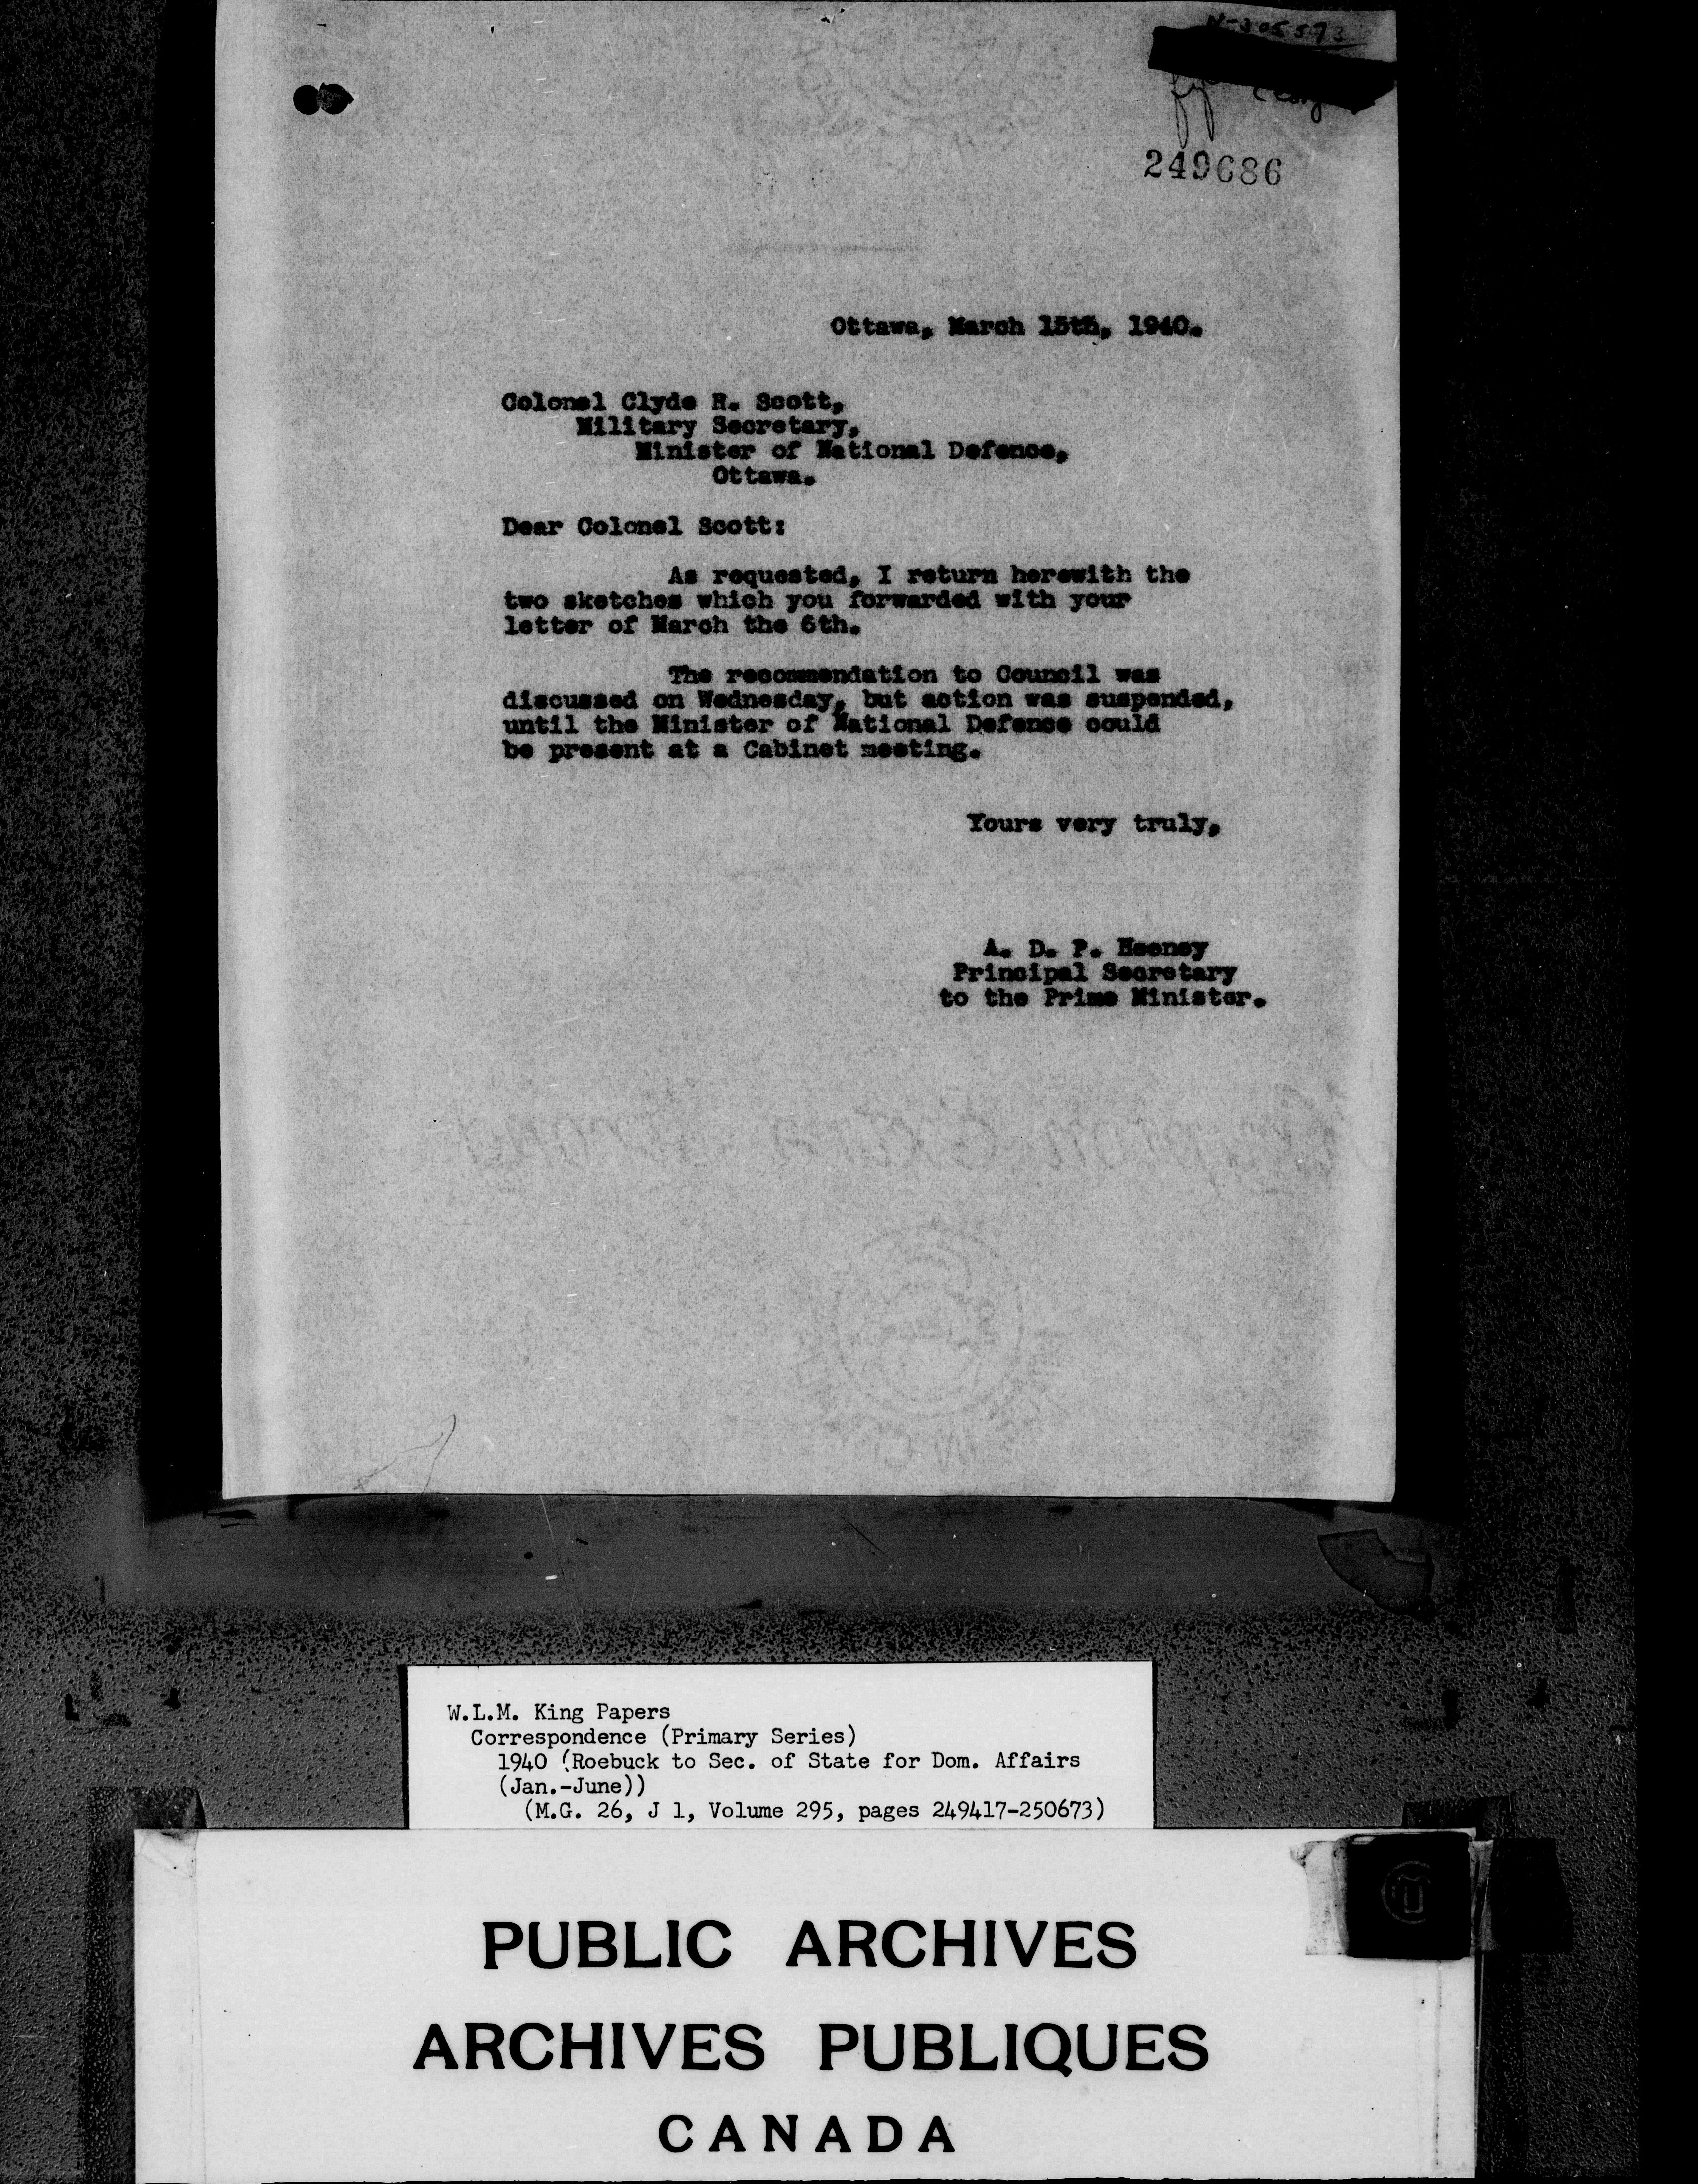 N-305573
249686
Ottawa, March 15th, 1940.
Colonel Clyde R. Scott,
Military Secretary,
Minister of National Defence,
Ottawa.
Dear Colonel Scott:
As requested, I return herewith the
two sketches which you forwarded with your
letter of March the 6th.
The recommendation to Council was
discussed on Wednesday, but action was suspended,
until the Minister of National Defence could
be present at a Cabinet meeting.
Yours very truly,
A. D. P. Heeney
Principal Secretary
to the Prime Minister.
W.L.M. King Papers
Correspondence (Primary Series)
1940 (Roebuck to Sec. of State for Dom. Affairs
(Jan.-June))
(M.G. 26, J 1, Volume 295, pages 249417-250673)
PUBLIC ARCHIVES
ARCHIVES PUBLIQUES
CANADA